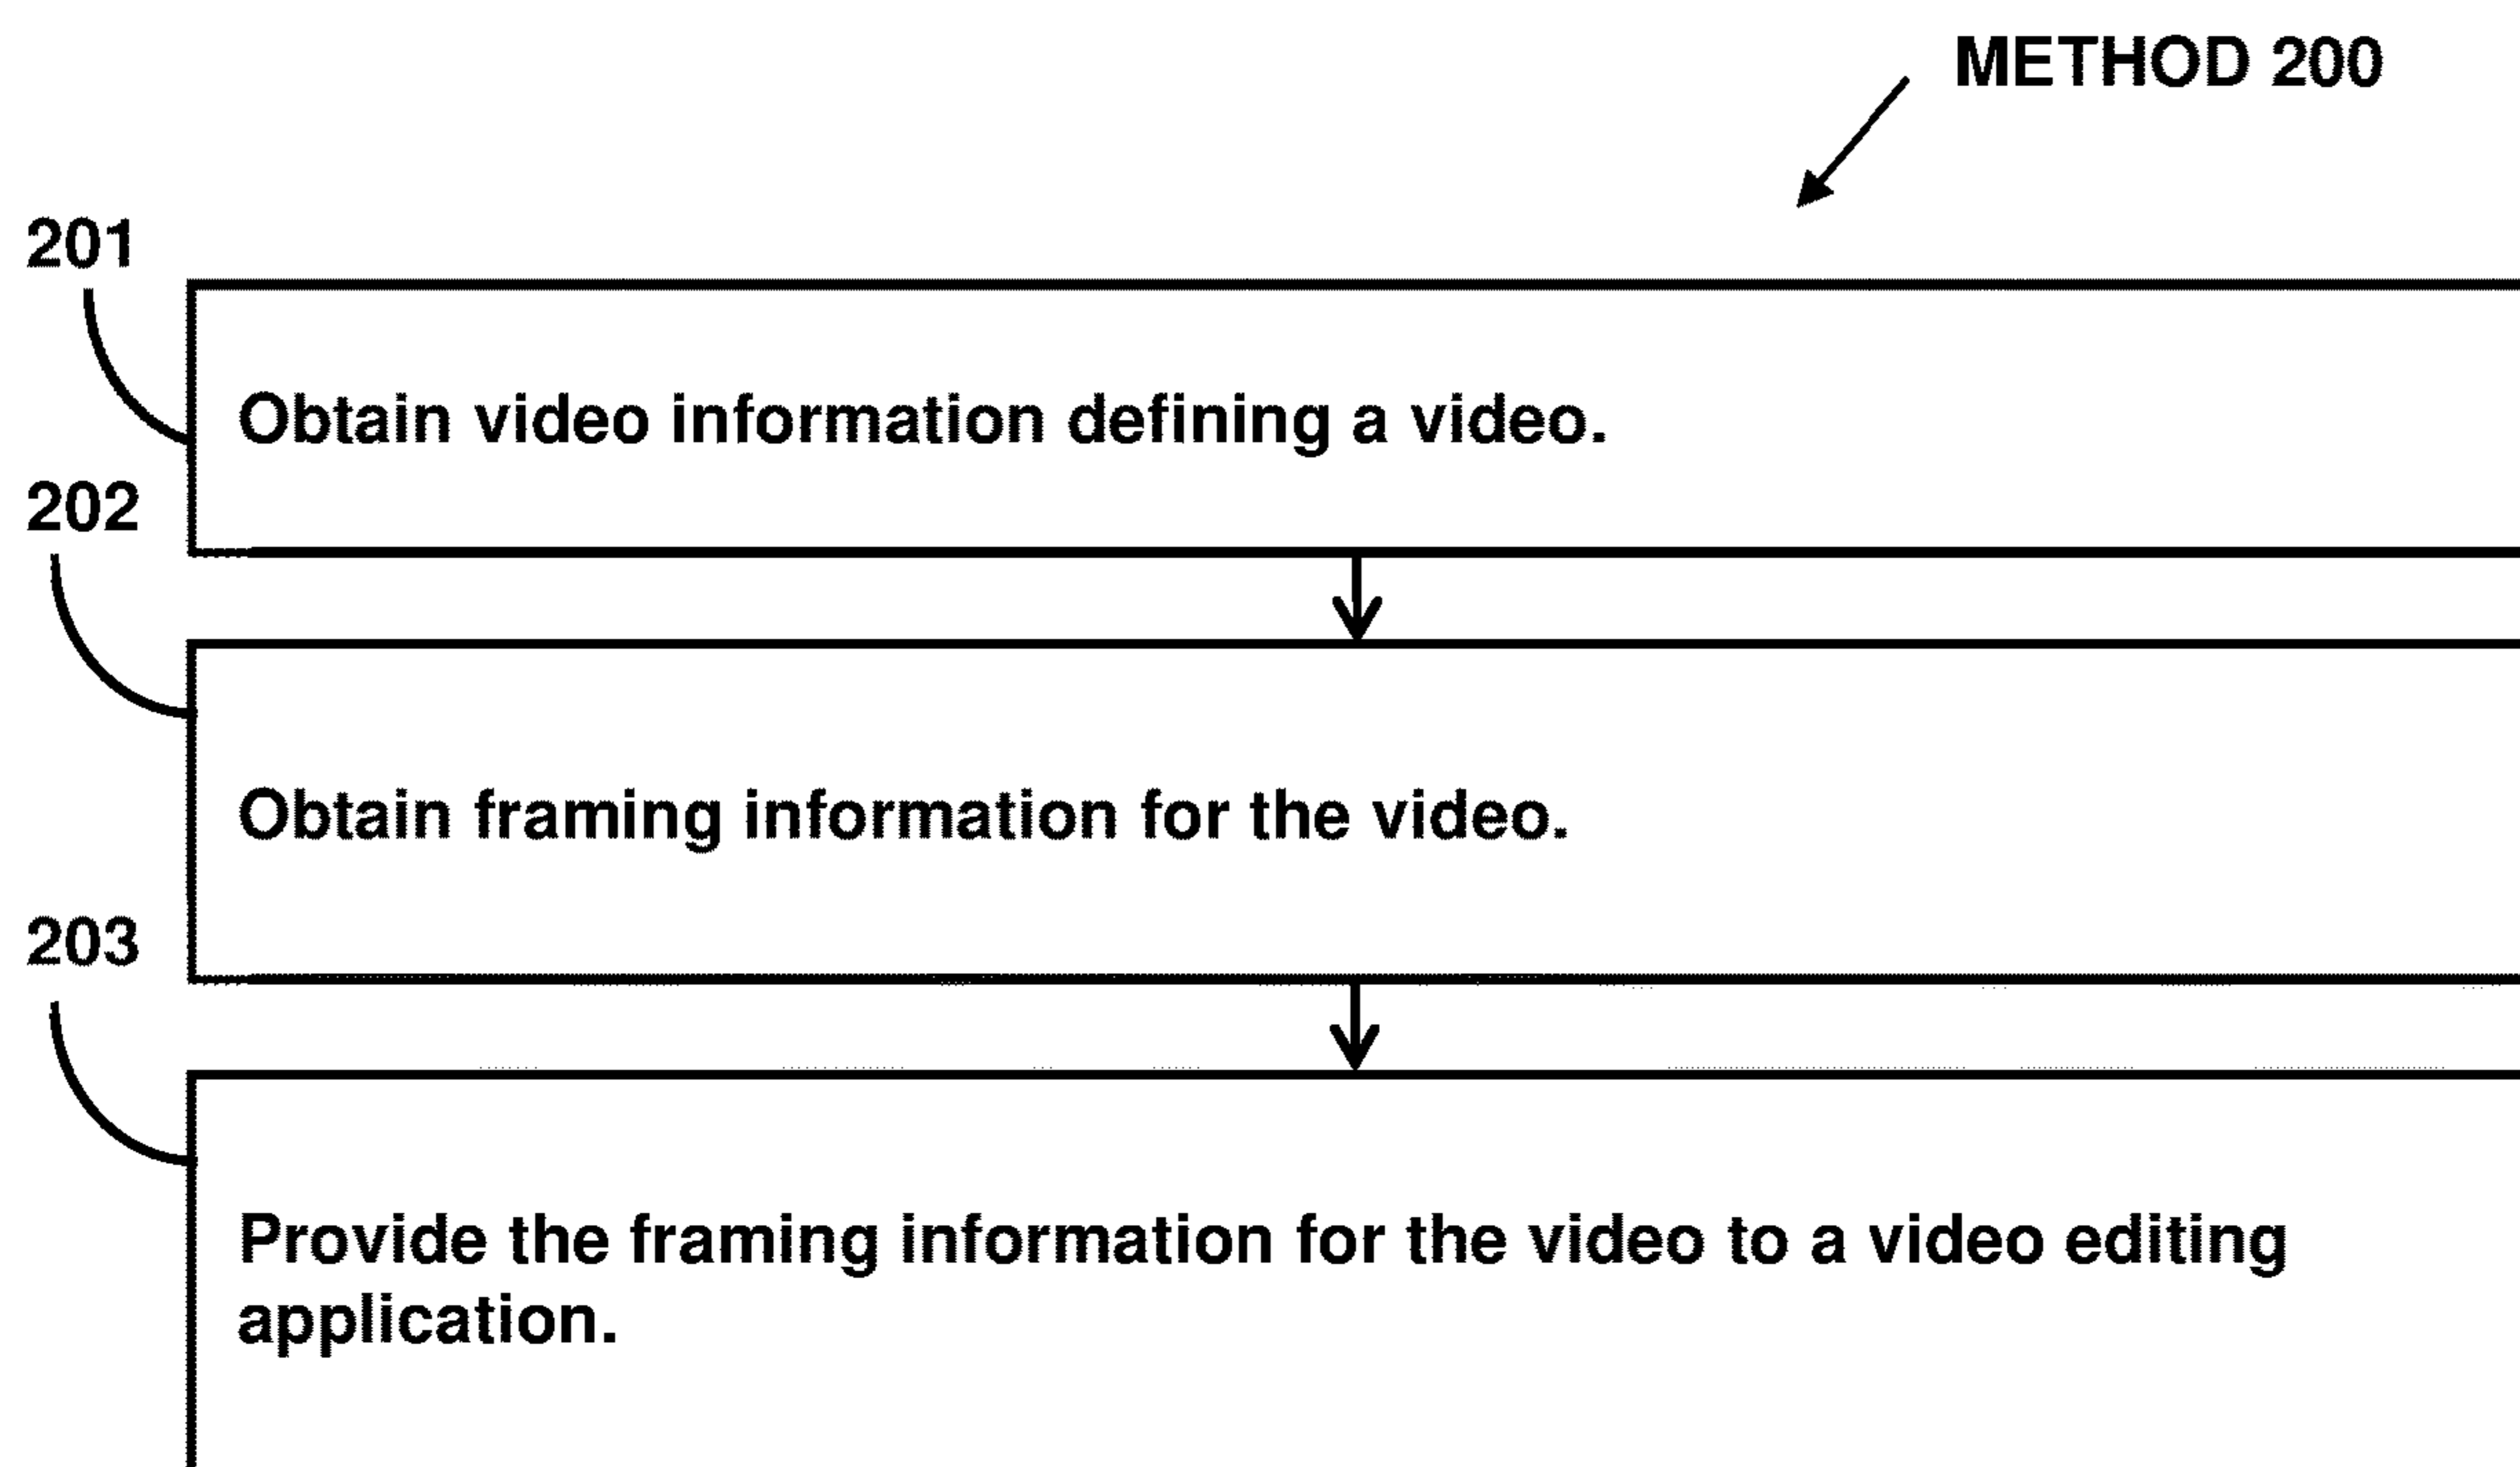 METHOD 200
201
Obtain video information defining a video.
202
Obtain framing information for the video.
203
Provide the framing information for the video to a video editing
application.